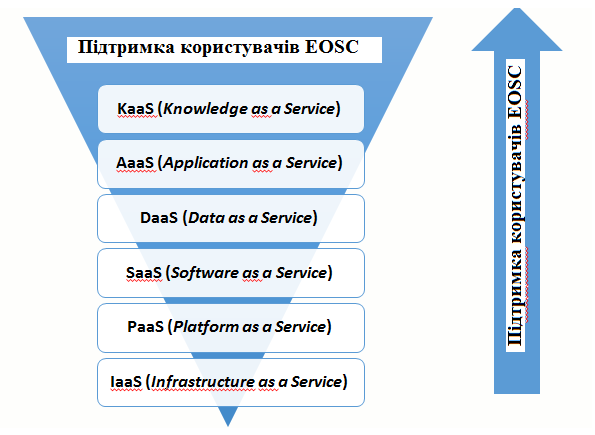 Підтримка користувачів EOSC
KaaS (Knowledge as a Service)
AaaS (Application as a Service)
DaaS (Data as a Service)
SaaS (Software as a Service)
PaaS (Platform as a Service)
IaaS (Infrastructure as a Service)
Підтримка користувачів EOSC